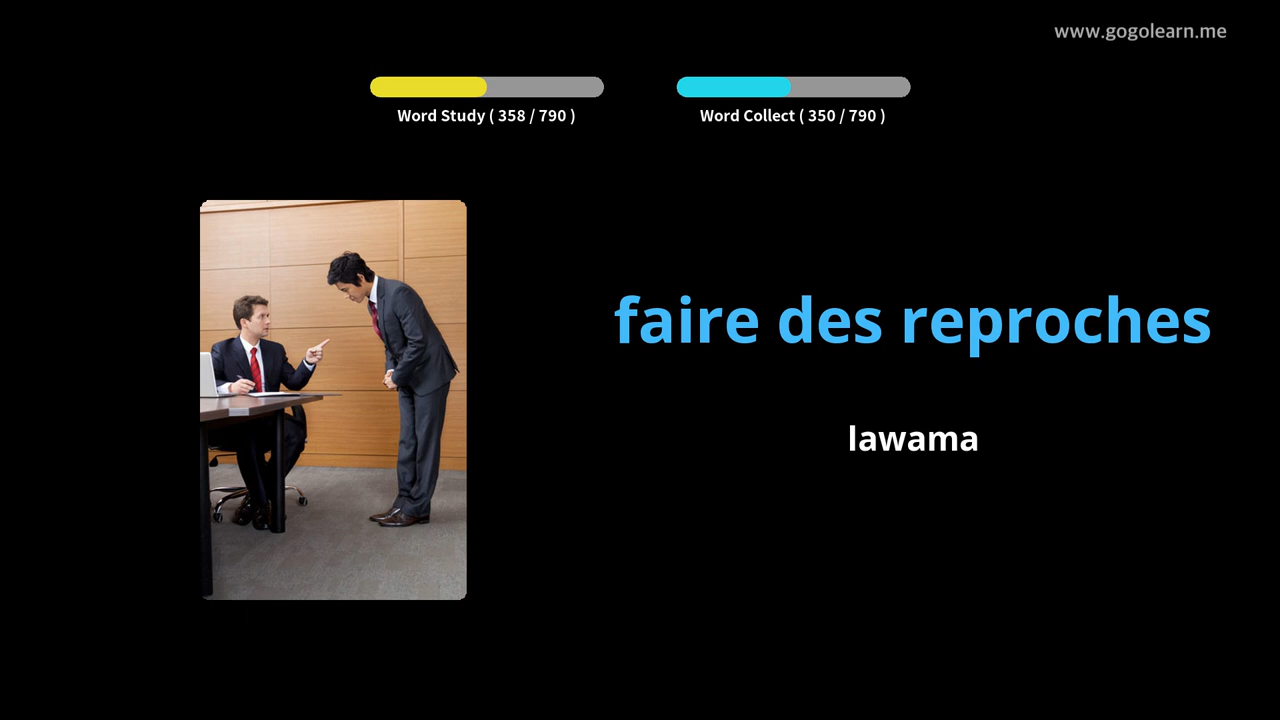 www.gogolearn.me
Word Study ( 358 / 790 )
Word Collect ( 350 / 790 )
faire des reproches
lawama